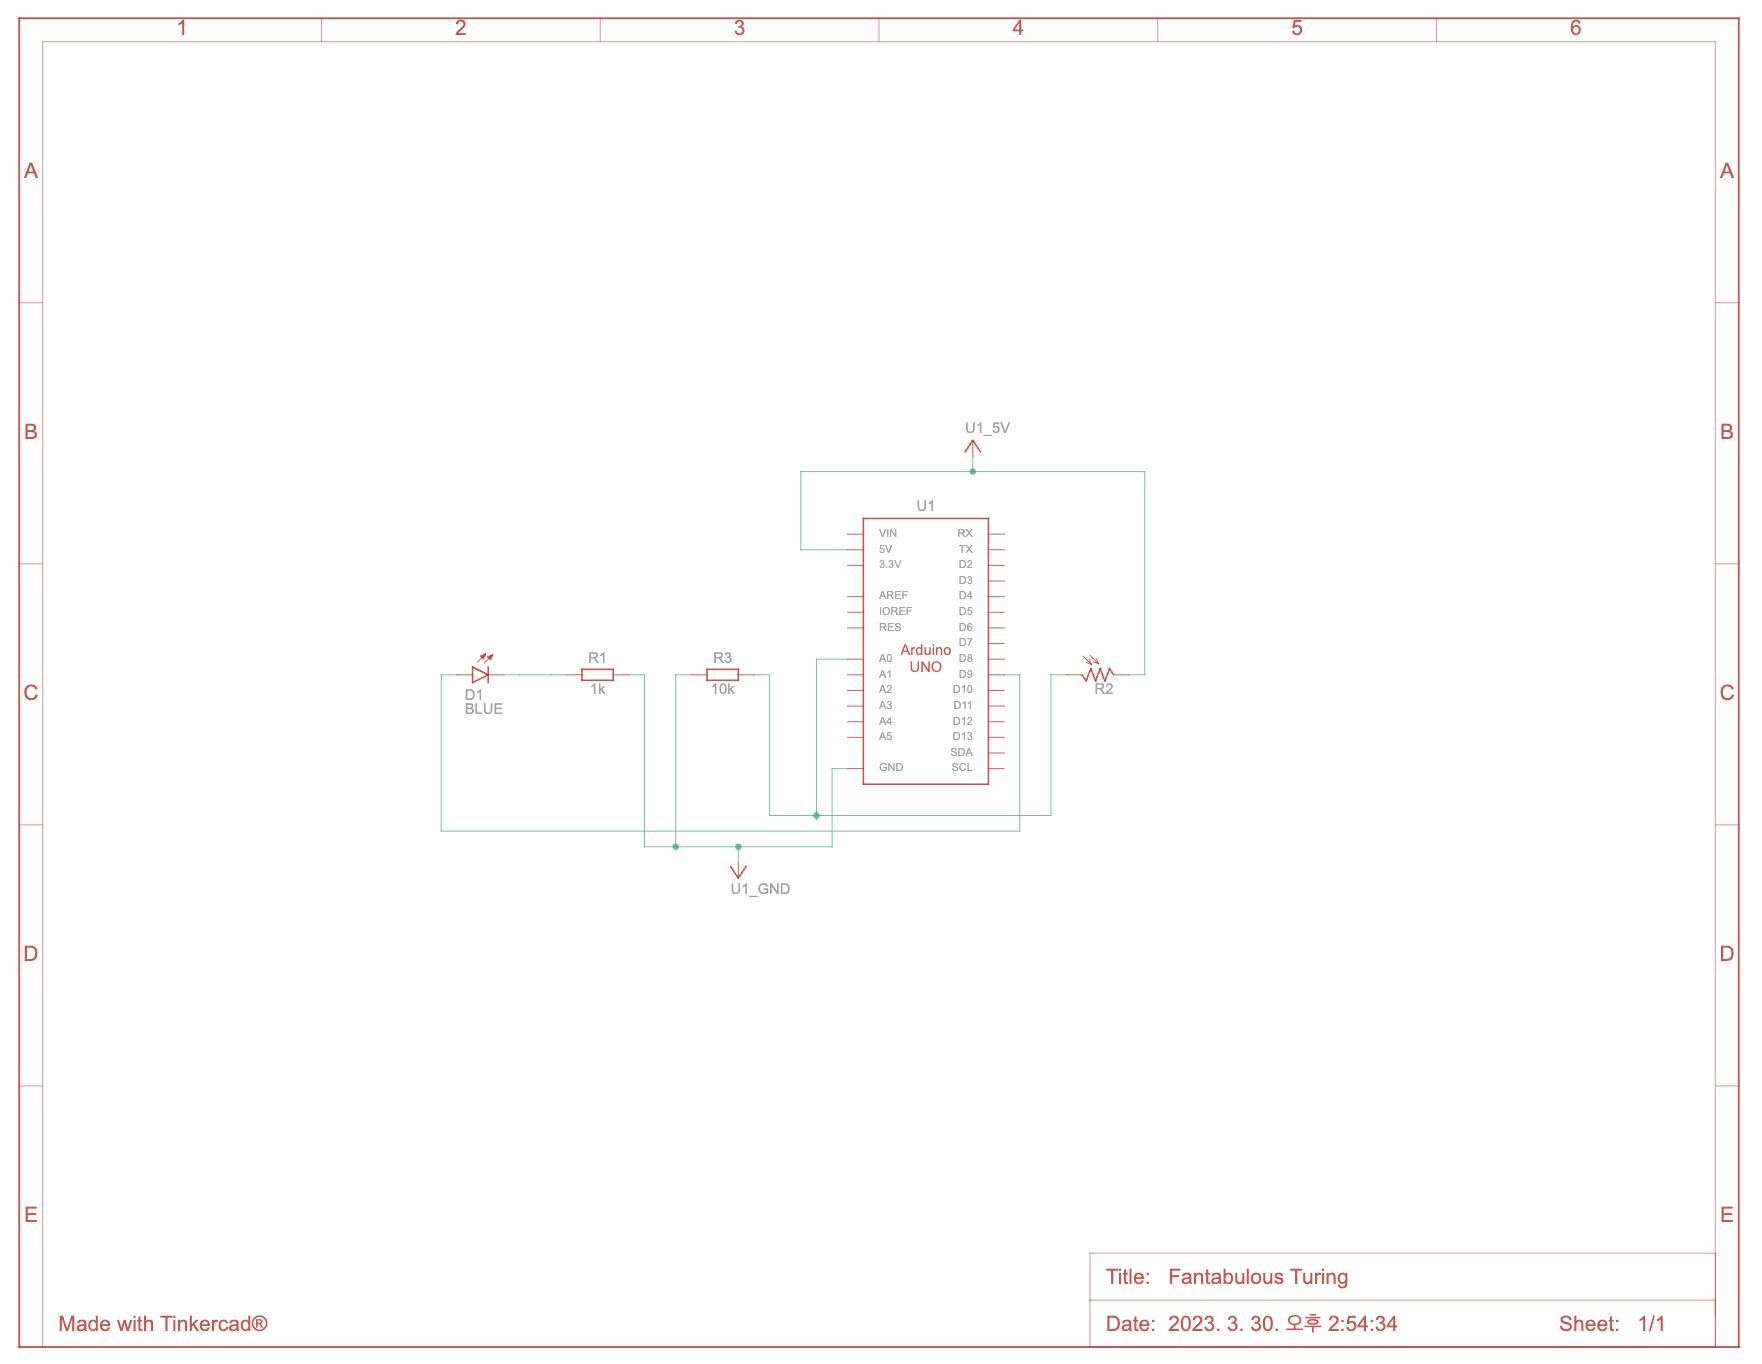 1 2 3 4 5 6
A A
B B
U1_5V
U1
VIN RX
5V TX
3.3V D2
D3
AREF D4
IOREF D5
RES D6
D7
A0 Arduino D8
A1 UNO D9
A2 D10
A3 D11
A4 D12
A5 D13
SDA
GND SCL
C C
D1
BLUE
R1
1k
R3
10k
R2
U1_GND
D D
E E
Title: Fantabulous Turing
Made with Tinkercad®
Date: 2023. 3. 30. 오후 2:54:34 Sheet: 1/1